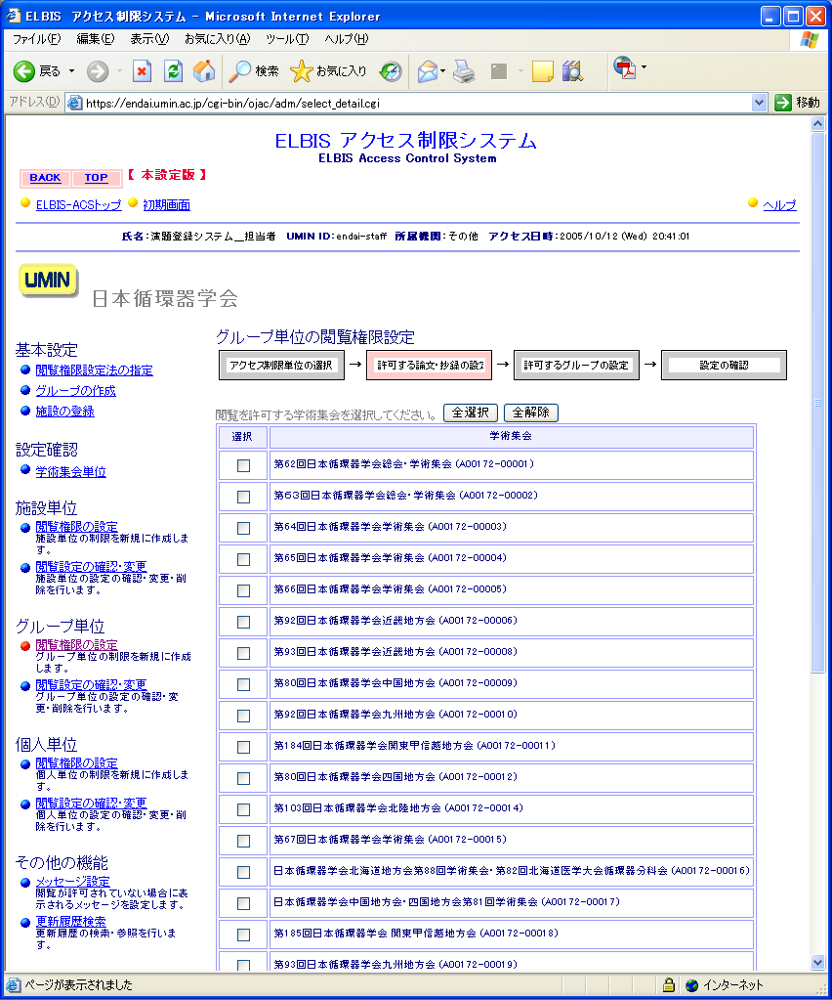 ELBIS アクセス制限システム - Microsoft Internet Explorer
ファイル(F) 編集(E) 表示(V) お気に入り(A) ツール(T) ヘルプ(H)
戻る 検索 お気に入り
アドレス(D) https://endai.umin.ac.jp/cgi-bin/ojac/adm/select_detail.cgi 移動
ELBIS アクセス制限システム
ELBIS Access Control System
BACK TOP 【 本設定版 】
ELBIS-ACSトップ 初期画面 ヘルプ
氏名:演題登録システム__担当者 UMIN ID:endai-staff 所属機関:その他 アクセス日時:2005/10/12 (Wed) 20:41:01
UMIN 日本循環器学会
基本設定
閲覧権限設定法の指定
グループの作成
施設の登録
設定確認
学術集会単位
施設単位
閲覧権限の設定
施設単位の制限を新規に作成しま
す。
閲覧設定の確認・変更
施設単位の設定の確認・変更・削
除を行います。
グループ単位
閲覧権限の設定
グループ単位の制限を新規に作成
します。
閲覧設定の確認・変更
グループ単位の設定の確認・変
更・削除を行います。
個人単位
閲覧権限の設定
個人単位の制限を新規に作成しま
す。
閲覧設定の確認・変更
個人単位の設定の確認・変更・削
除を行います。
その他の機能
メッセージ設定
閲覧が許可されていない場合に表
示されるメッセージを設定します。
更新履歴検索
更新履歴の検索・参照を行いま
す。
グループ単位の閲覧権限設定
アクセス制限単位の選択 → 許可する論文・抄録の設定 → 許可するグループの設定 → 設定の確認
閲覧を許可する学術集会を選択してください。 全選択 全解除
選択 学術集会
第62回日本循環器学会総会・学術集会 (A00172-00001)
第63回日本循環器学会総会・学術集会 (A00172-00002)
第64回日本循環器学会学術集会 (A00172-00003)
第65回日本循環器学会学術集会 (A00172-00004)
第66回日本循環器学会学術集会 (A00172-00005)
第92回日本循環器学会近畿地方会 (A00172-00006)
第93回日本循環器学会近畿地方会 (A00172-00008)
第80回日本循環器学会中国地方会 (A00172-00009)
第92回日本循環器学会九州地方会 (A00172-00010)
第184回日本循環器学会関東甲信越地方会 (A00172-00011)
第80回日本循環器学会四国地方会 (A00172-00012)
第103回日本循環器学会北陸地方会 (A00172-00014)
第67回日本循環器学会学術集会 (A00172-00015)
日本循環器学会北海道地方会第88回学術集会・第82回北海道医学大会循環器分科会 (A00172-00016)
日本循環器学会中国地方会・四国地方会第81回学術集会 (A00172-00017)
第185回日本循環器学会 関東甲信越地方会 (A00172-00018)
第93回日本循環器学会九州地方会 (A00172-00019)
ページが表示されました インターネット